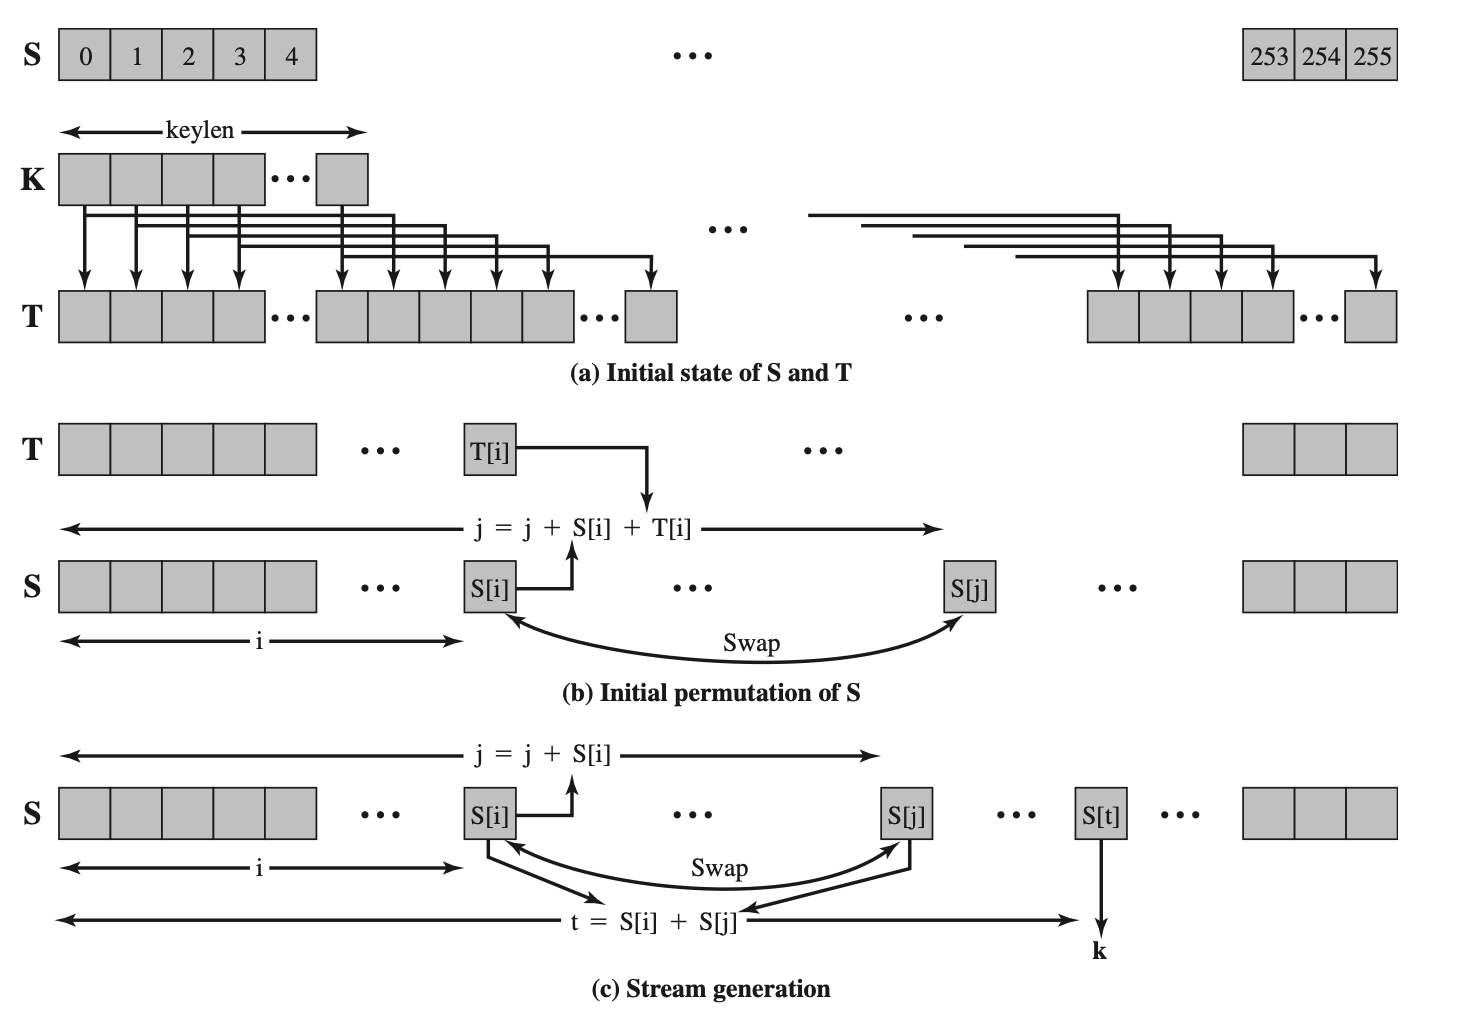 S 0 1 2 3 4 ••• 253 254 255
keylen
K •••
•••
T ••• ••• ••• •••
(a) Initial state of S and T
T ••• T[i] •••
j = j + S[i] + T[i]
S ••• S[i] ••• S[j] •••
i Swap
(b) Initial permutation of S
j = j + S[i]
S ••• S[i] ••• S[j] ••• S[t] •••
i Swap
t = S[i] + S[j]
k
(c) Stream generation